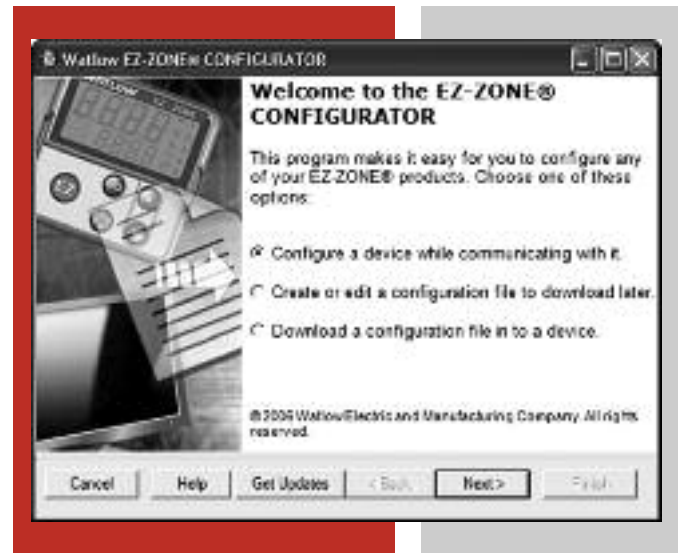 Watlow EZ-ZONE® CONFIGURATOR
WATLOW
Welcome to the EZ-ZONE®
CONFIGURATOR
This program makes it easy for you to configure any
of your EZ-ZONE® products. Choose one of these
options:
Configure a device while communicating with it.
Create or edit a configuration file to download later.
Download a configuration file in to a device.
© 2006 Watlow Electric and Manufacturing Company. All rights
reserved.
Cancel
Help
Get Updates
< Back
Next >
Finish